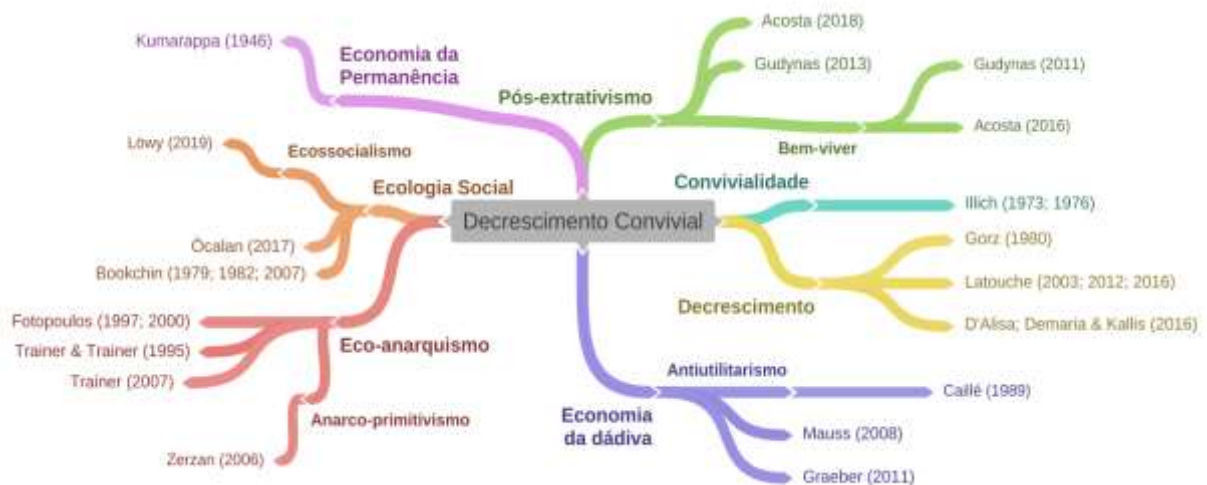 Kumarappa (1946)
Economia da
Permanência
Acosta (2018)
Gudynas (2013)
Gudynas (2011)
Pós-extrativismo
Acosta (2016)
Bem-viver
Löwy (2019)
Ecossocialismo
Ecologia Social
Öcalan (2017)
Bookchin (1979; 1982; 2007)
Convivialidade
Illich (1973; 1976)
Decrescimento Convivial
Gorz (1980)
Latouche (2003; 2012; 2016)
Decrescimento
D'Alisa; Demaria & Kallis (2016)
Fotopoulos (1997; 2000)
Trainer & Trainer (1995)
Eco-anarquismo
Trainer (2007)
Anarco-primitivismo
Zerzan (2006)
Antiutilitarismo
Caillé (1989)
Economia
da dádiva
Mauss (2008)
Graeber (2011)